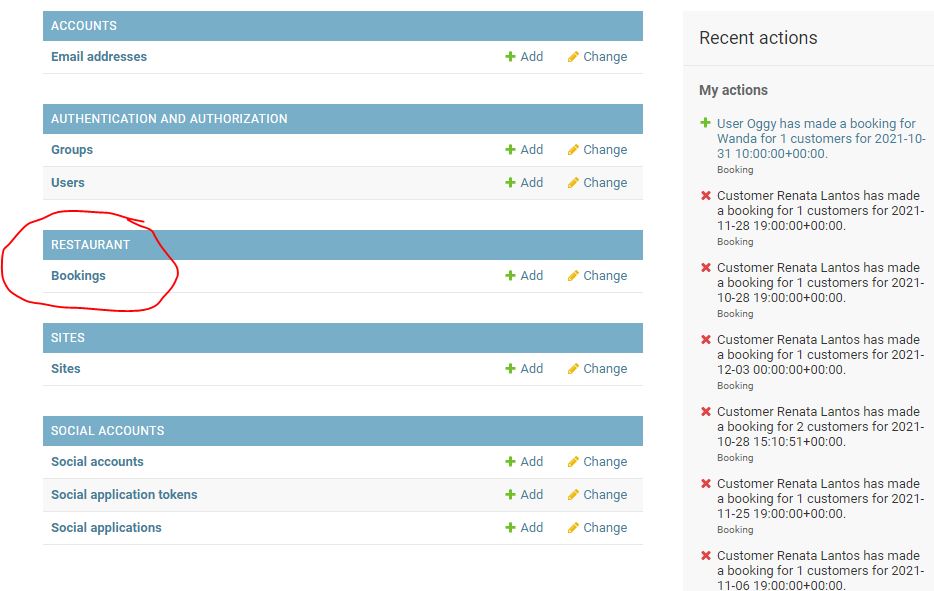 ACCOUNTS
Email addresses Add Change
AUTHENTICATION AND AUTHORIZATION
Groups Add Change
Users Add Change
RESTAURANT
Bookings Add Change
SITES
Sites Add Change
SOCIAL ACCOUNTS
Social accounts Add Change
Social application tokens Add Change
Social applications Add Change
Recent actions
My actions
User Oggy has made a booking for
Wanda for 1 customers for 2021-10-
31 10:00:00+00:00.
Booking
Customer Renata Lantos has made
a booking for 1 customers for 2021-
11-28 19:00:00+00:00.
Booking
Customer Renata Lantos has made
a booking for 1 customers for 2021-
10-28 19:00:00+00:00.
Booking
Customer Renata Lantos has made
a booking for 1 customers for 2021-
12-03 00:00:00+00:00.
Booking
Customer Renata Lantos has made
a booking for 2 customers for 2021-
10-28 15:10:51+00:00.
Booking
Customer Renata Lantos has made
a booking for 1 customers for 2021-
11-25 19:00:00+00:00.
Booking
Customer Renata Lantos has made
a booking for 1 customers for 2021-
11-06 19:00:00+00:00.